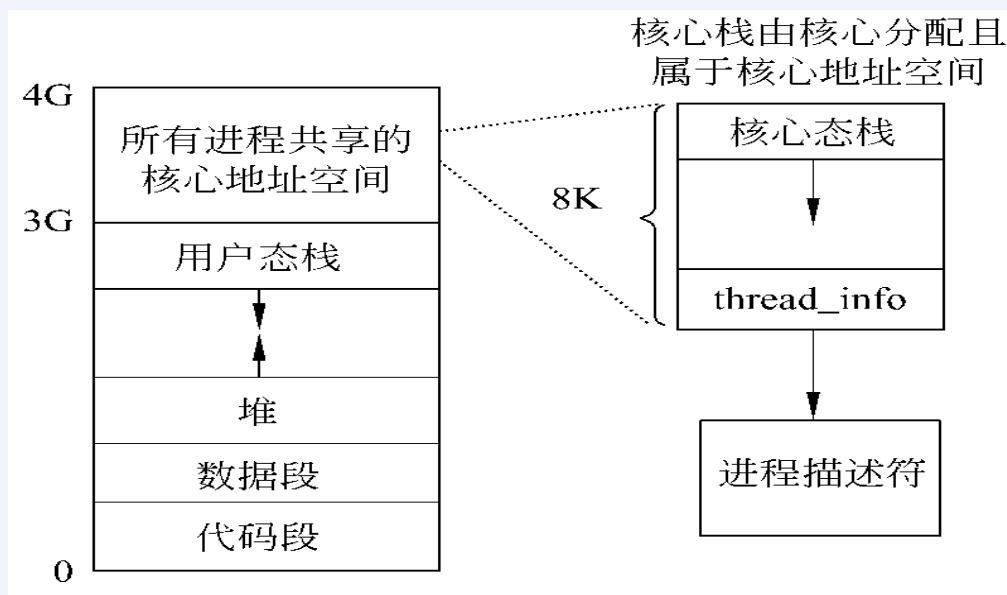 核心栈由核心分配且
属于核心地址空间
4G
所有进程共享的
核心地址空间
3G
用户态栈
堆
数据段
代码段
0
8K
核心态栈
thread_info
进程描述符